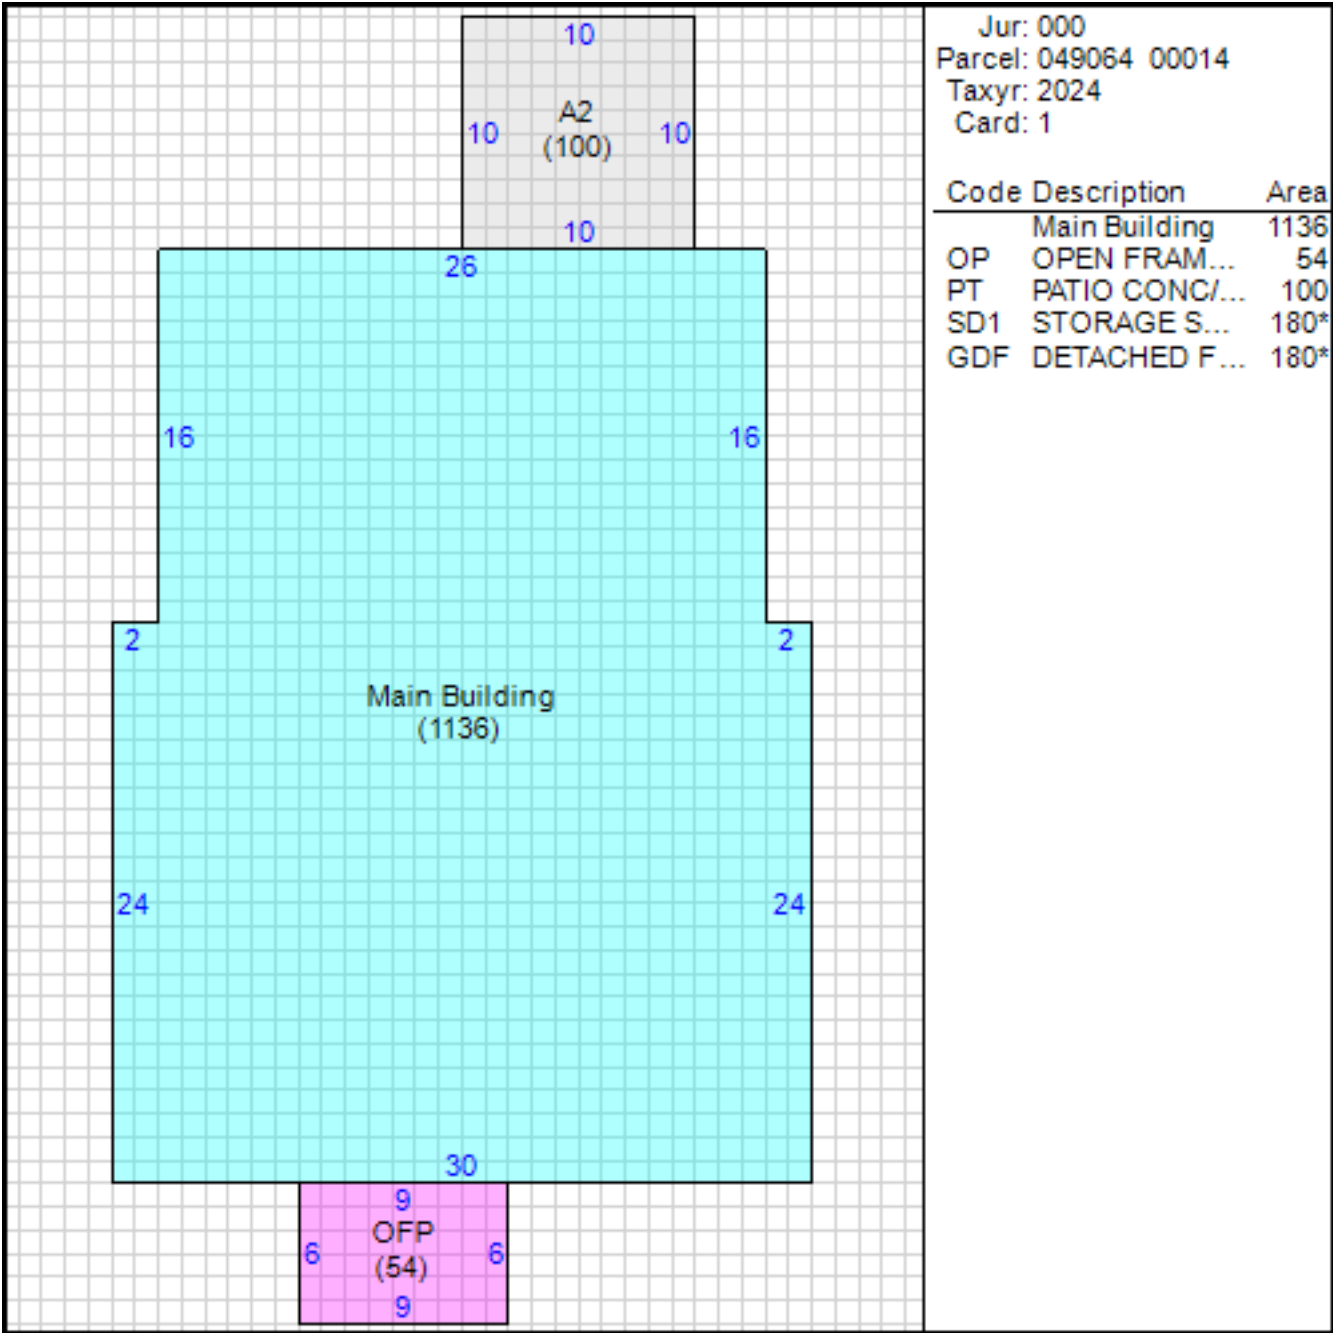 Jur: 000
Parcel: 049064 00014
Taxyr: 2024
Card: 1
Code Description Area
Main Building 1136
OP OPEN FRAM... 54
PT PATIO CONC/... 100
SD1 STORAGE S... 180*
GDF DETACHED F... 180*
10
A2
10 10
(100)
10
26
16 16
2 2
Main Building
(1136)
24 24
30
9
OFP
6 6
(54)
9